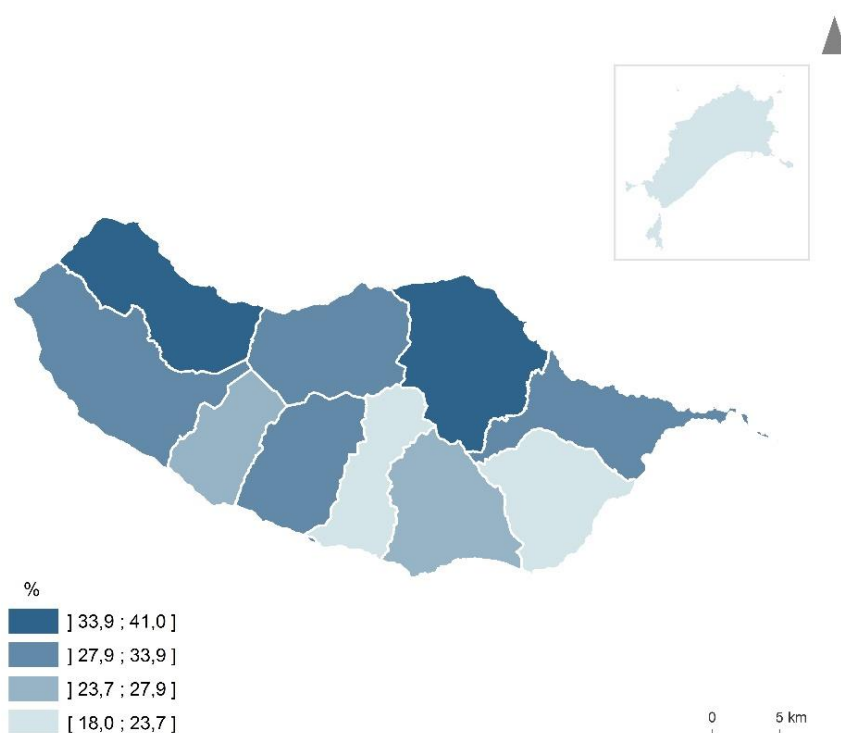 %
] 33,9 ; 41,0 ]
] 27,9 ; 33,9 ]
] 23,7 ; 27,9 ]
[ 18,0 ; 23,7 ]
0 5 km